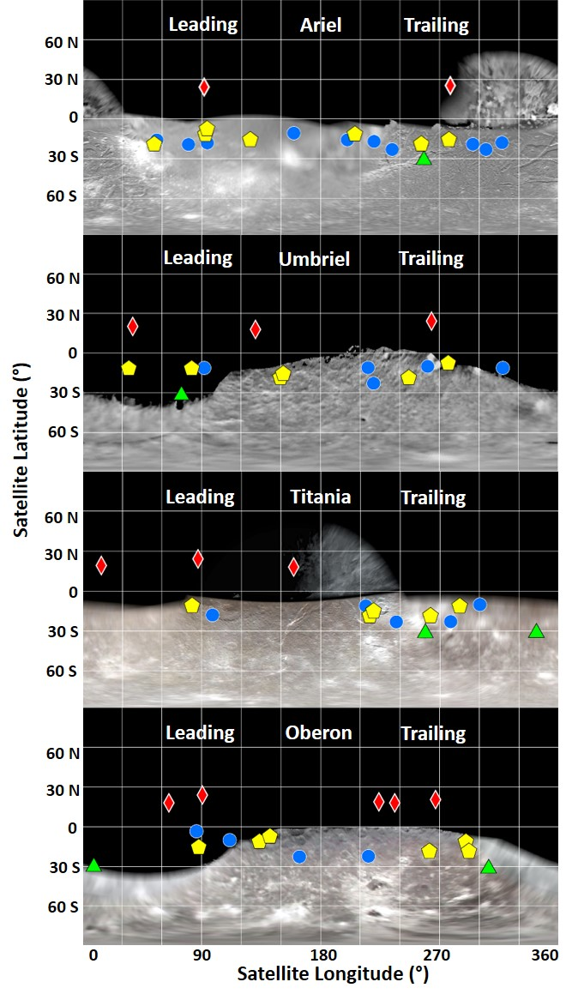 Leading Ariel Trailing
60 N
30 N
0
30 S
60 S
Leading Umbriel Trailing
60 N
30 N
0
30 S
60 S
Leading Titania Trailing
60 N
30 N
0
30 S
60 S
Leading Oberon Trailing
60 N
30 N
0
30 S
60 S
0 90 180 270 360
Satellite Longitude (°)
Satellite Latitude (°)